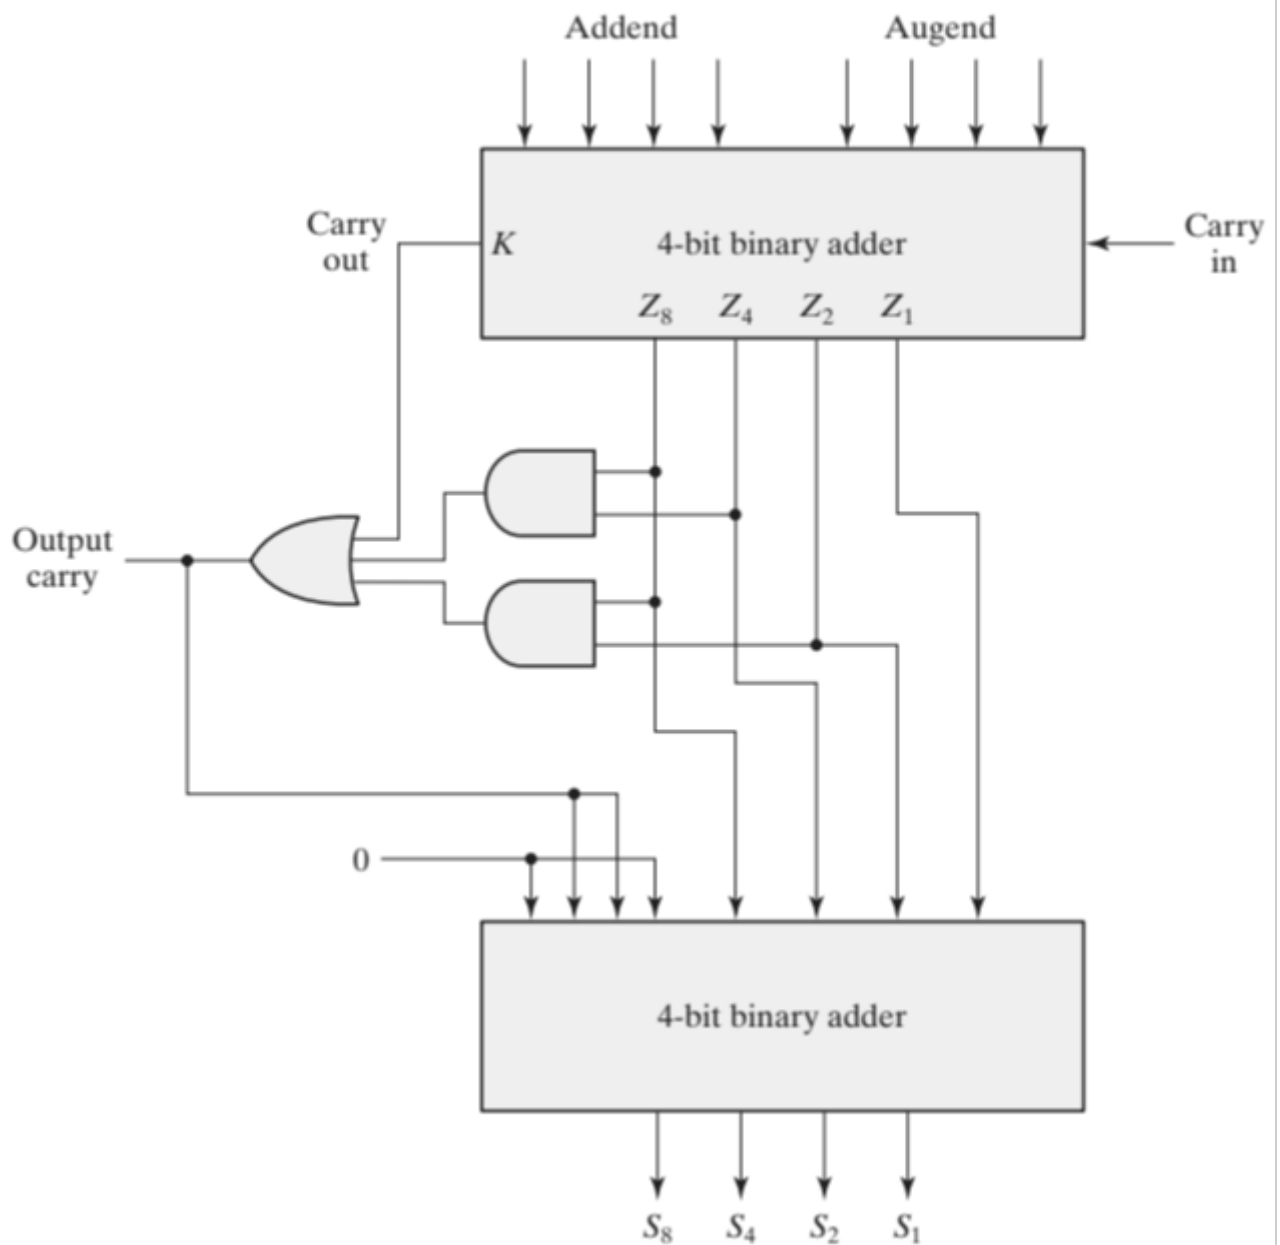 Addend Augend
Carry
out
K 4-bit binary adder
Carry
in
Z8 Z4 Z2 Z1
Output
carry
0
4-bit binary adder
S8 S4 S2 S1